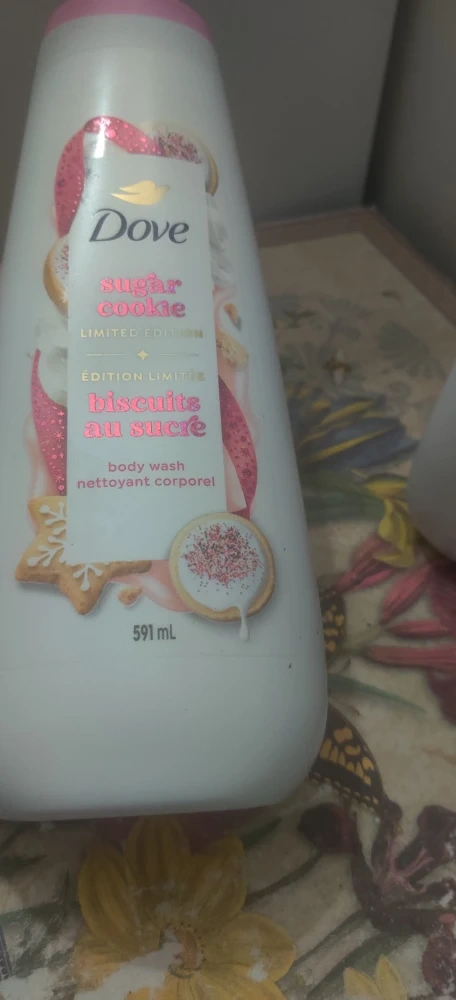 Dove
sugar
cookie
LIMITED EDITION
ÉDITION LIMITÉE
biscuits
au sucre
body wash
nettoyant corporel
591 mL